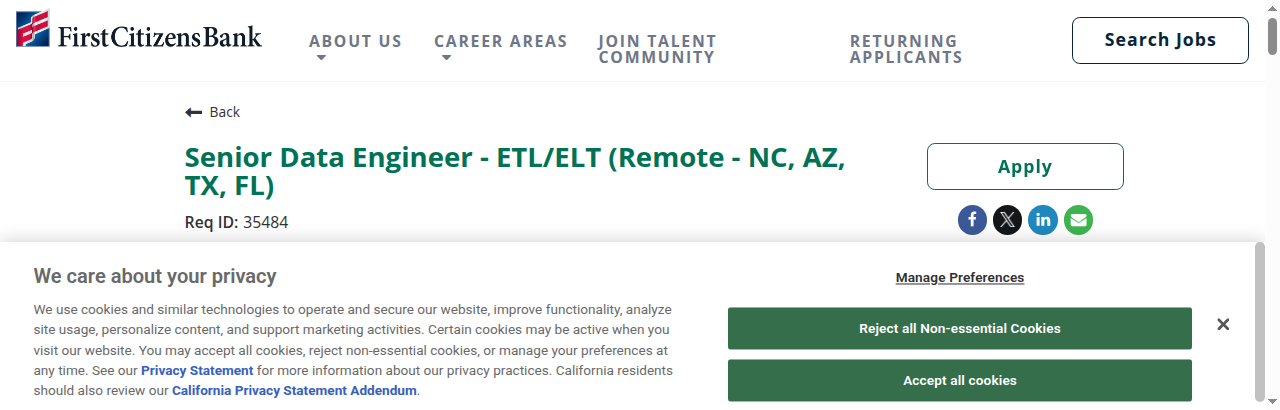 FirstCitizensBank
ABOUT US
CAREER AREAS
JOIN TALENT
COMMUNITY
RETURNING
APPLICANTS
Search Jobs
Back
Senior Data Engineer - ETL/ELT (Remote - NC, AZ,
TX, FL)
Req ID: 35484
Apply
We care about your privacy
We use cookies and similar technologies to operate and secure our website, improve functionality, analyze
site usage, personalize content, and support marketing activities. Certain cookies may be active when you
visit our website. You may accept all cookies, reject non-essential cookies, or manage your preferences at
any time. See our Privacy Statement for more information about our privacy practices. California residents
should also review our California Privacy Statement Addendum.
Manage Preferences
Reject all Non-essential Cookies
Accept all cookies